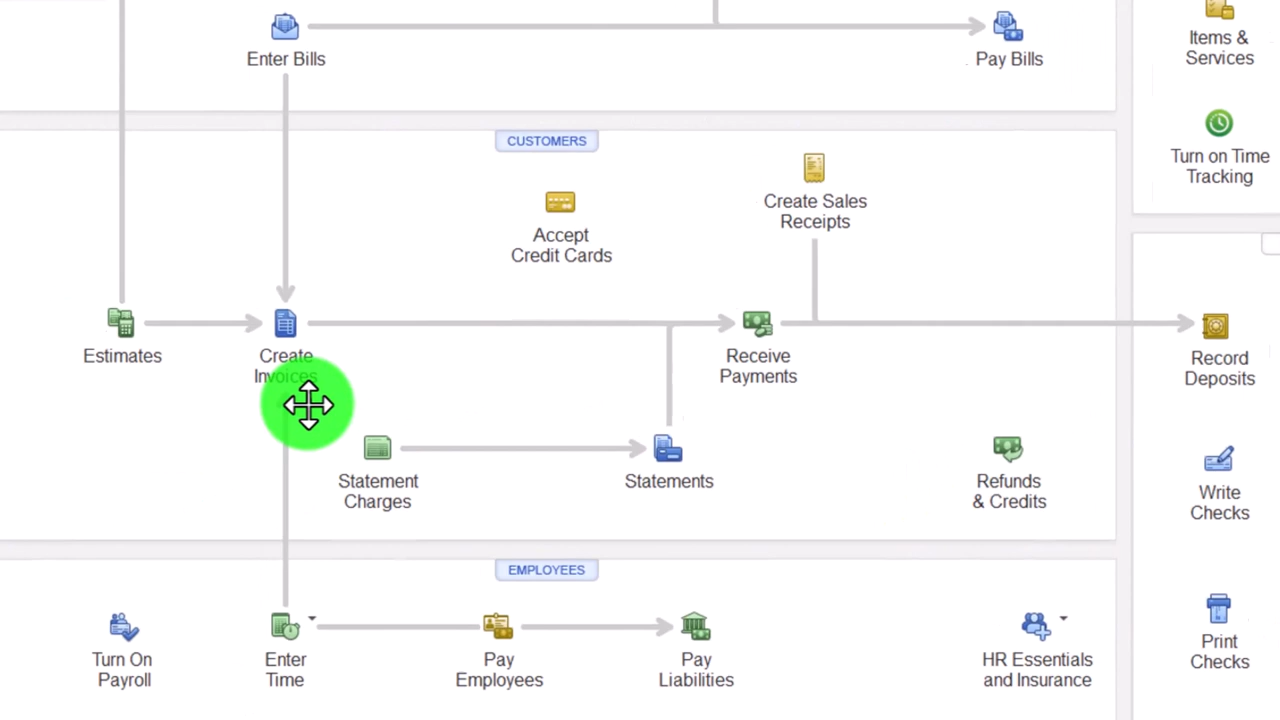 Enter Bills
Pay Bills
Items &
Services
Turn on Time
Tracking
CUSTOMERS
Accept
Credit Cards
Create Sales
Receipts
Estimates
Create
Invoices
Receive
Payments
Record
Deposits
Statement
Charges
Statements
Refunds
& Credits
Write
Checks
EMPLOYEES
Turn On
Payroll
Enter
Time
Pay
Employees
Pay
Liabilities
HR Essentials
and Insurance
Print
Checks